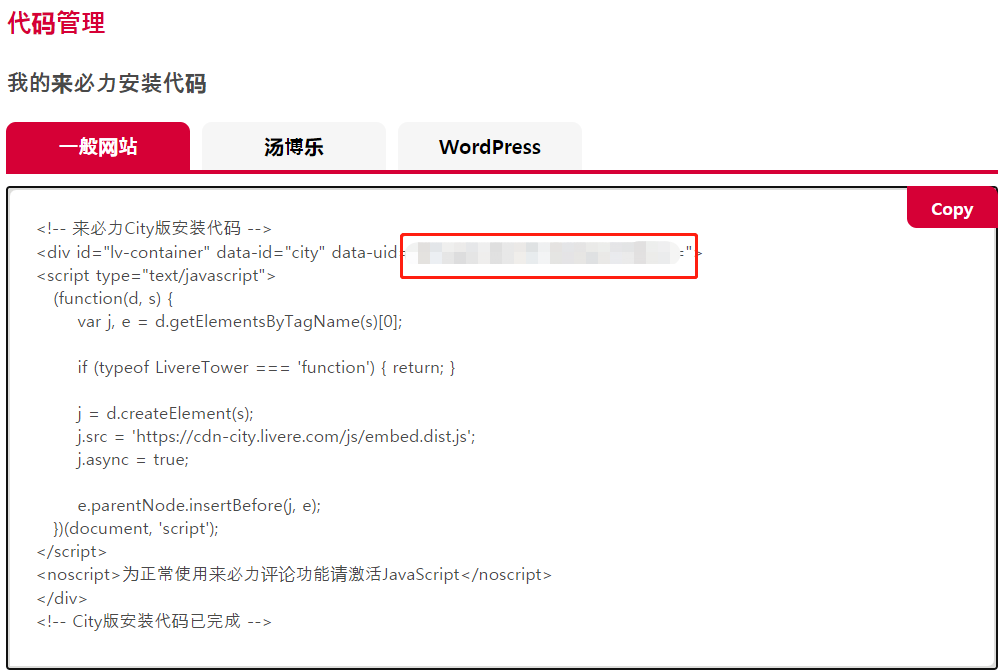 代码管理
我的来必力安装代码
一般网站 汤博乐 WordPress
Copy
<!-- 来必力City版安装代码 -->
<div id="lv-container" data-id="city" data-uid= =">
<script type="text/javascript">
(function(d, s) {
var j, e = d.getElementsByTagName(s)[0];
if (typeof LivereTower === 'function') { return; }
j = d.createElement(s);
j.src = 'https://cdn-city.livere.com/js/embed.dist.js';
j.async = true;
e.parentNode.insertBefore(j, e);
})(document, 'script');
</script>
<noscript>为正常使用来必力评论功能请激活JavaScript</noscript>
</div>
<!-- City版安装代码已完成 -->